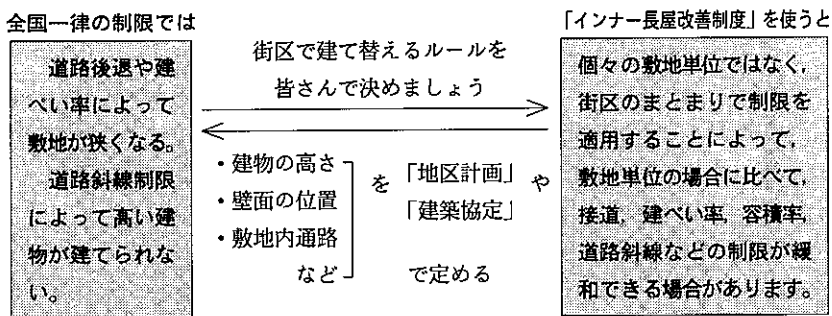 全国一律の制限では
道路後退や建
ぺい率によって
敷地が狭くなる。
道路斜線制限
によって高い建
物が建てられな
い。
街区で建て替えるルールを
皆さんで決めましょう
・建物の高さ
・壁面の位置
・敷地内通路
など
を
「地区計画」
「建築協定」
や
で定める
「インナー長屋改善制度」を使うと
個々の敷地単位ではなく,
街区のまとまりで制限を
適用することによって,
敷地単位の場合に比べて,
接道,建ぺい率,容積率,
道路斜線などの制限が緩
和できる場合があります。